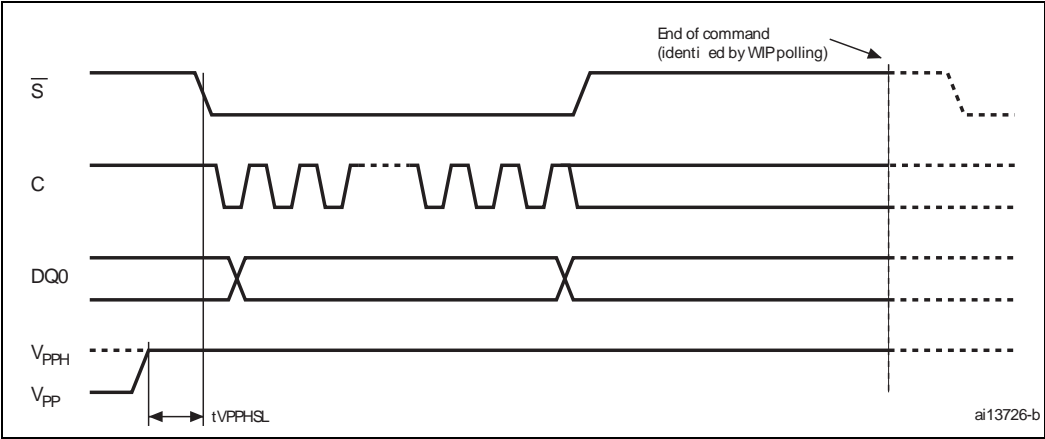 End of command
(identi ed by WIP polling)
S
C
DQ0
VPPH
VPP
tVPPHSL
ai13726-b